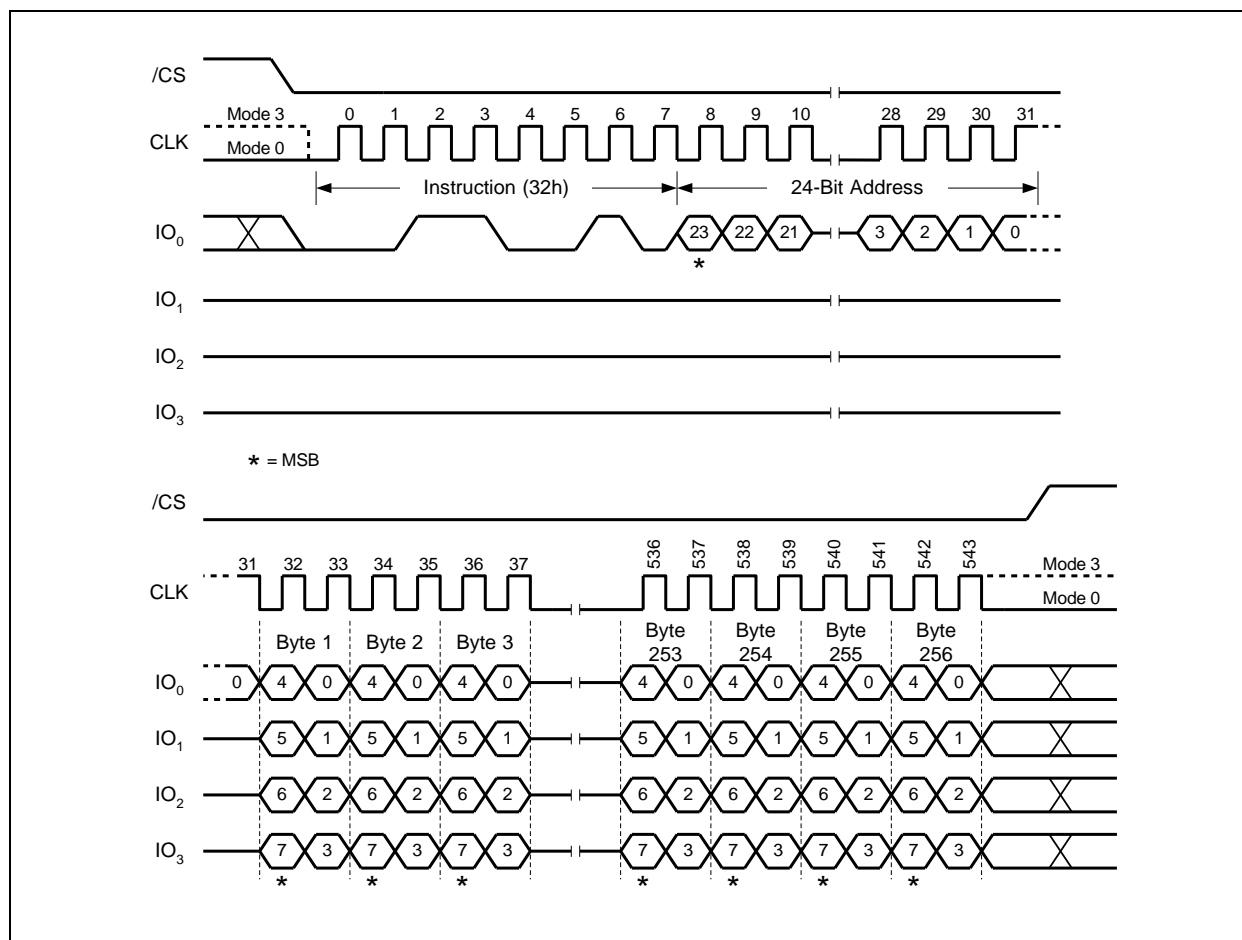 /CS
Mode 3 0 1 2 3 4 5 6 7 8 9 10 28 29 30 31
CLK
Mode 0
Instruction (32h) 24-Bit Address
IO0 23 22 21 3 2 1 0
*
IO1
IO2
IO3
* = MSB
/CS
31 32 33 34 35 36 37 536 537 538 539 540 541 542 543 Mode 3
CLK
Mode 0
Byte 1 Byte 2 Byte 3 Byte 253 Byte 254 Byte 255 Byte 256
IO0 0 4 0 4 0 4 0 4 0 4 0 4 0 4 0
IO1 5 1 5 1 5 1 5 1 5 1 5 1 5 1
IO2 6 2 6 2 6 2 6 2 6 2 6 2 6 2
IO3 7 3 7 3 7 3 7 3 7 3 7 3 7 3
* * * * * * *